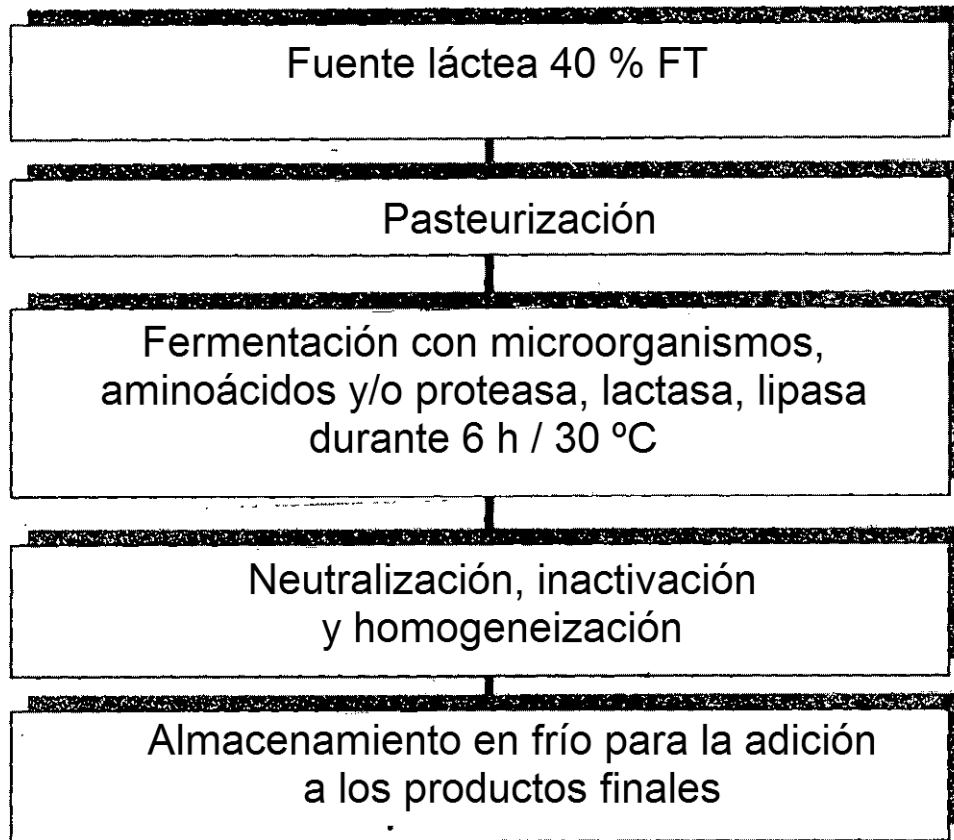 Fuente láctea 40 % FT
Pasteurización
Fermentación con microorganismos,
aminoácidos y/o proteasa, lactasa, lipasa
durante 6 h / 30 ºC
Neutralización, inactivación
y homogeneización
Almacenamiento en frío para la adición
a los productos finales